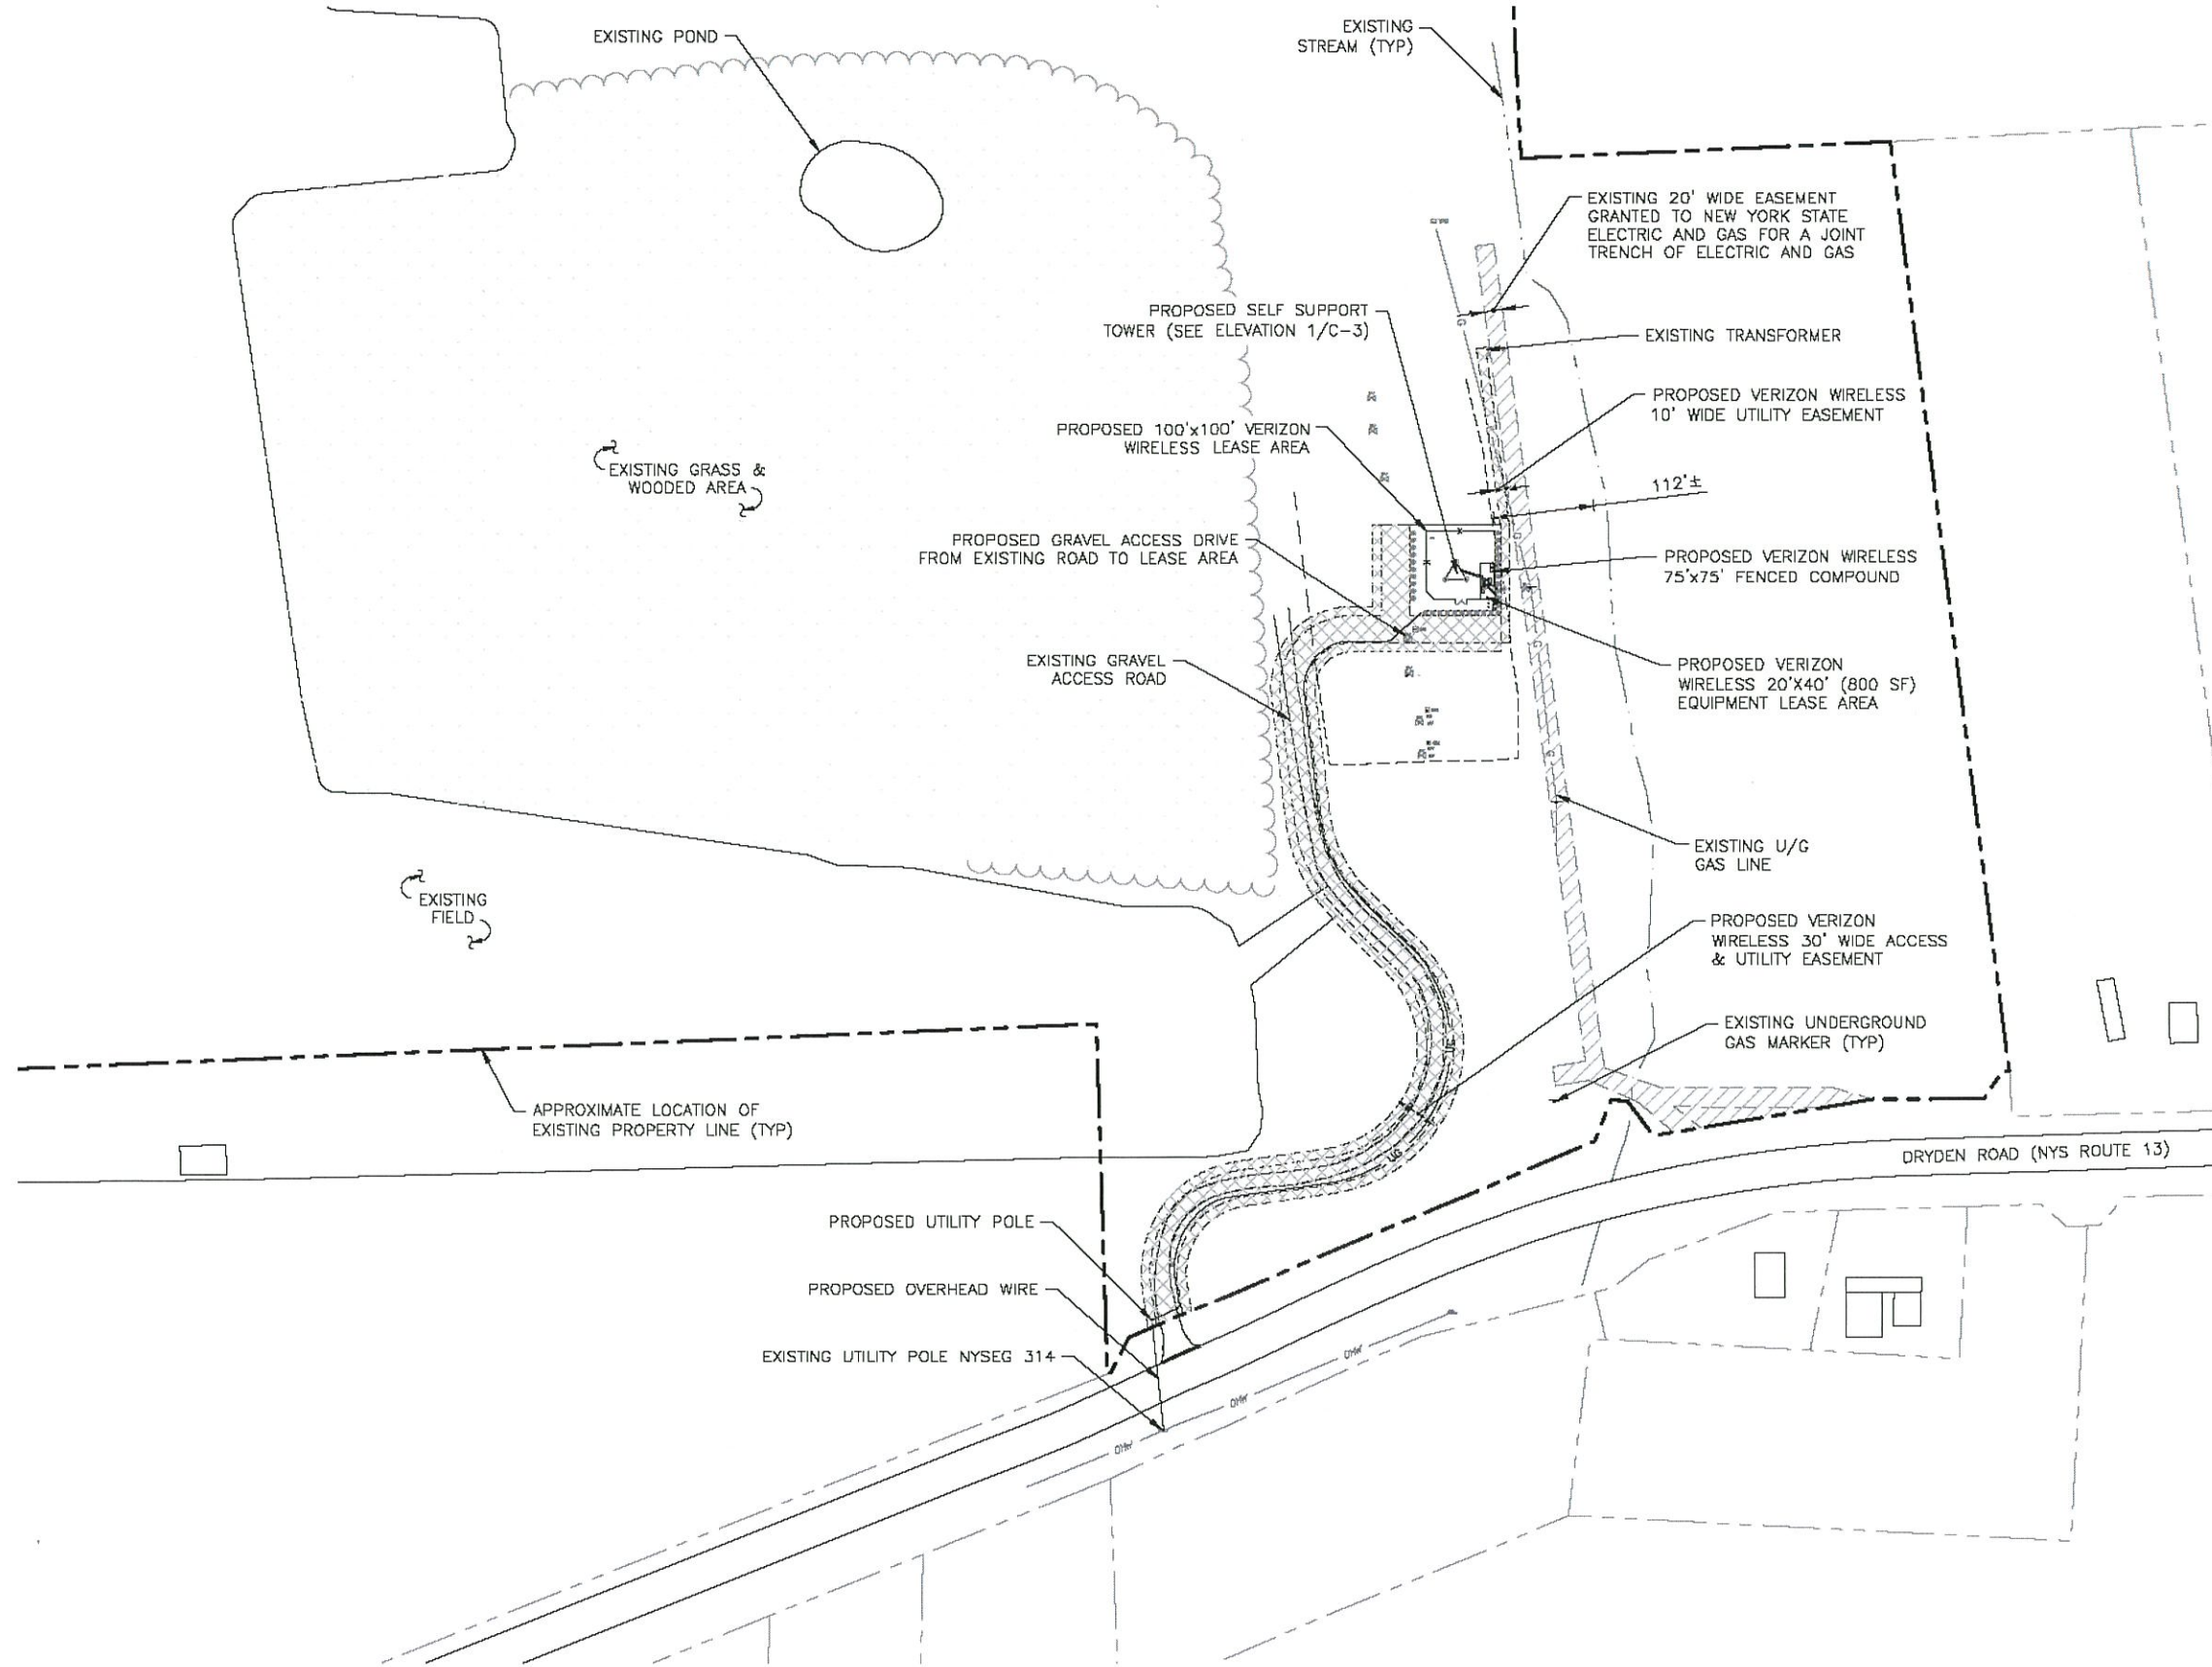 EXISTING POND
EXISTING
STREAM (TYP)
EXISTING 20' WIDE EASEMENT
GRANTED TO NEW YORK STATE
ELECTRIC AND GAS FOR A JOINT
TRENCH OF ELECTRIC AND GAS
PROPOSED SELF SUPPORT
TOWER (SEE ELEVATION 1/C-3)
EXISTING TRANSFORMER
PROPOSED VERIZON WIRELESS
10' WIDE UTILITY EASEMENT
PROPOSED 100'x100' VERIZON
WIRELESS LEASE AREA
EXISTING GRASS &
WOODED AREA
112'±
PROPOSED GRAVEL ACCESS DRIVE
FROM EXISTING ROAD TO LEASE AREA
PROPOSED VERIZON WIRELESS
75'x75' FENCED COMPOUND
EXISTING GRAVEL
ACCESS ROAD
PROPOSED VERIZON
WIRELESS 20'X40' (800 SF)
EQUIPMENT LEASE AREA
G
G
G
G
EXISTING U/G
GAS LINE
EXISTING
FIELD
PROPOSED VERIZON
WIRELESS 30' WIDE ACCESS
& UTILITY EASEMENT
EXISTING UNDERGROUND
GAS MARKER (TYP)
APPROXIMATE LOCATION OF
EXISTING PROPERTY LINE (TYP)
UG
UG
DRYDEN ROAD (NYS ROUTE 13)
PROPOSED UTILITY POLE
PROPOSED OVERHEAD WIRE
EXISTING UTILITY POLE NYSEG 314
OHW
OHW
OHW